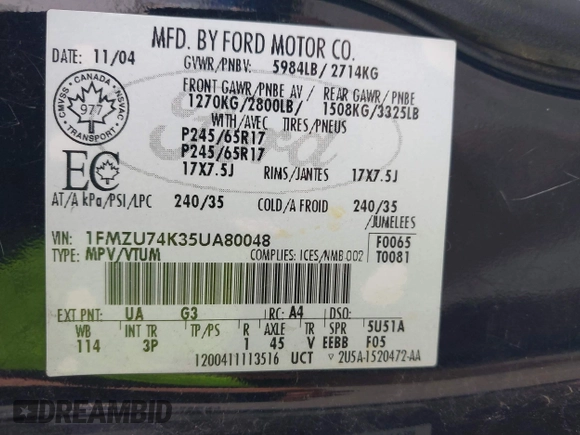 MFD. BY FORD MOTOR CO.
DATE: 11/04
GVWR/PNBV: 5984LB/ 2714KG
FRONT GAWR/PNBE AV / REAR GAWR/PNBE
1270KG/2800LB/ 1508KG/3325LB
WITH/AVEC TIRES/PNEUS
P245/65R17
P245/65R17
17X7.5J RIMS/JANTES 17X7.5J
CANADA
CMVSS NSVAC
977
TRANSPORT
Ford
EC
AT/A kPa/PSI/LPC 240/35 COLD/A FROID 240/35
/JUMELEES
VIN: 1FMZU74K35UA80048 F0065
TYPE: MPV/VTUM COMPLIES: ICES/NMB-002 T0081
EXT PNT: UA G3 RC: A4 DSO:
WB INT TR TP/PS R AXLE TR SPR 5U51A
114 3P 1 45 V EEBB F05
1200411113516 UCT 2U5A-1520472-AA
DREAMBID